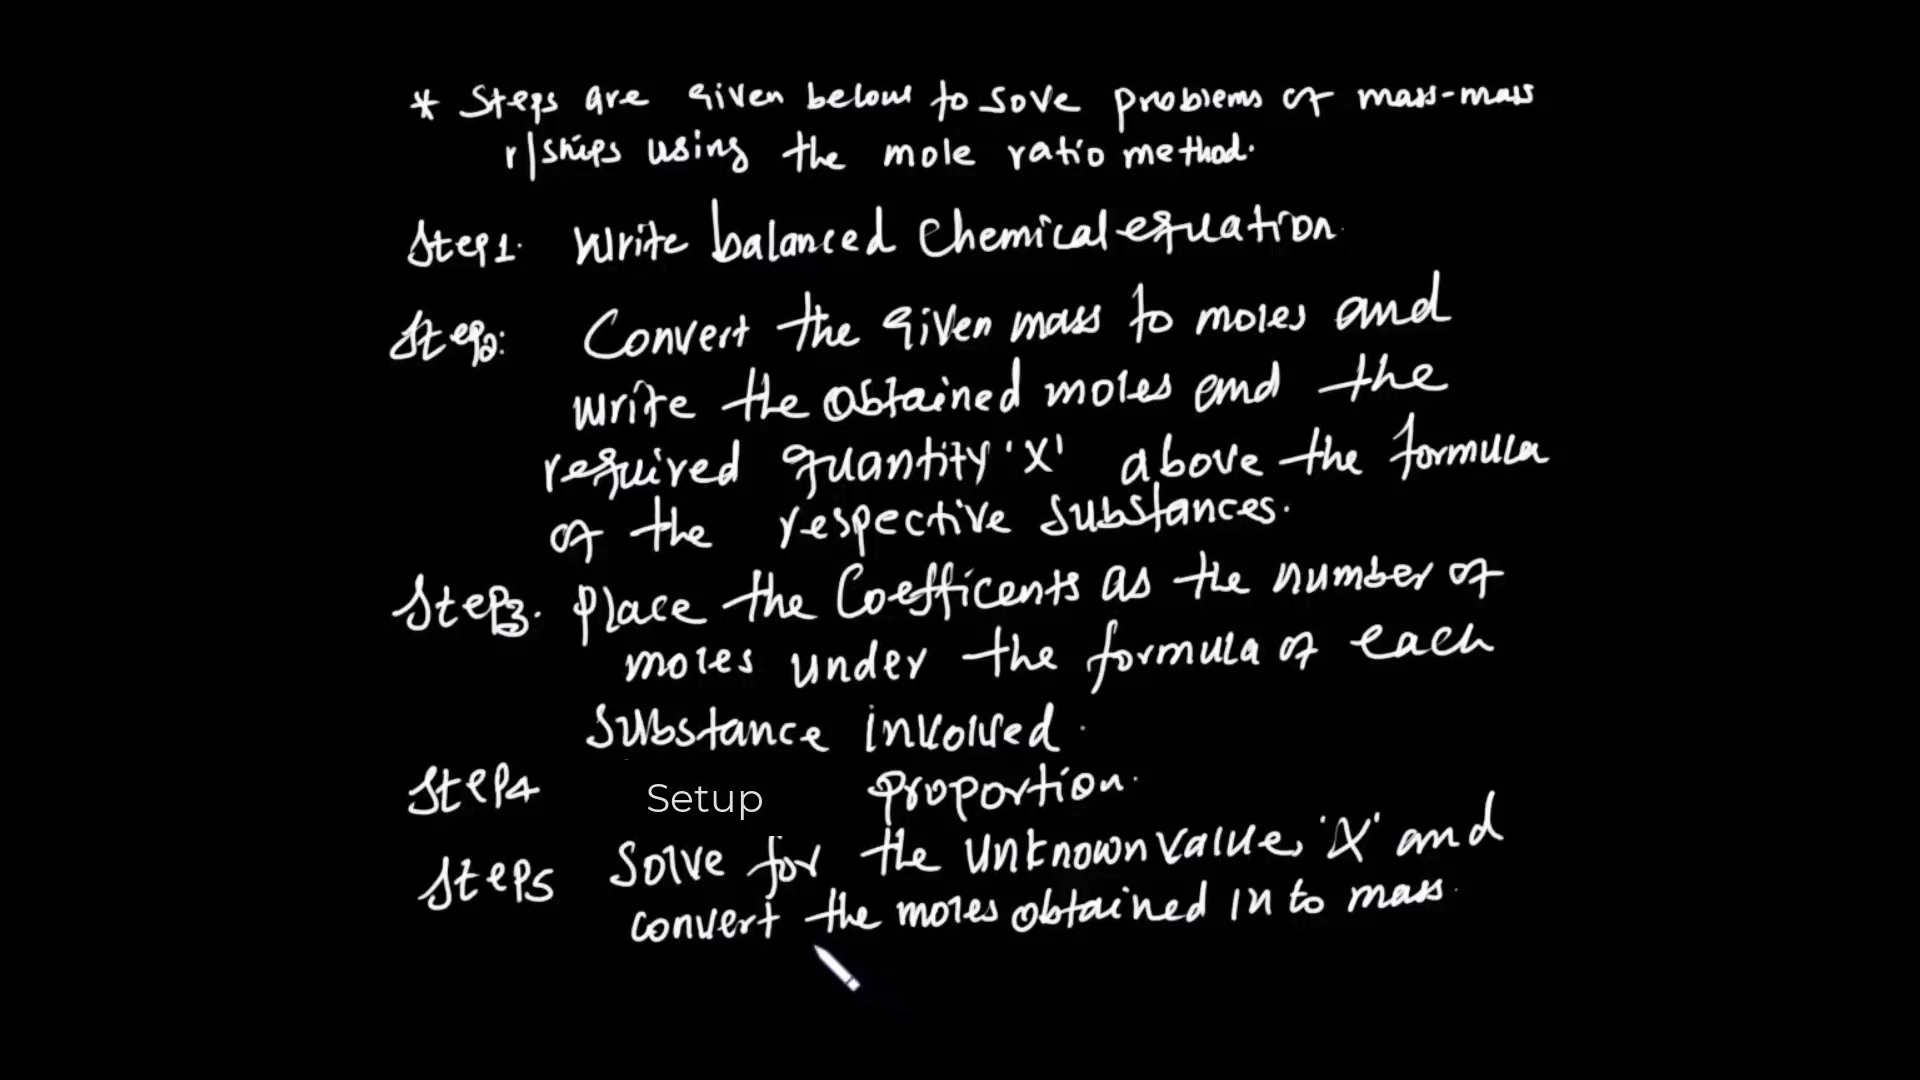 * Steps are given below to sove problems of mass-mass
r/ships using the mole ratio method.
Step1. Write balanced chemical equation.
Step2: Convert the given mass to moles and
write the obtained moles and the
required quantity 'X' above the formula
of the respective substances.
Step3. place the Coefficents as the number of
moles under the formula of each
substance involved.
Step4 Setup proportion.
Step5 Solve for the unknown value, 'X' and
convert the moles obtained in to mass.